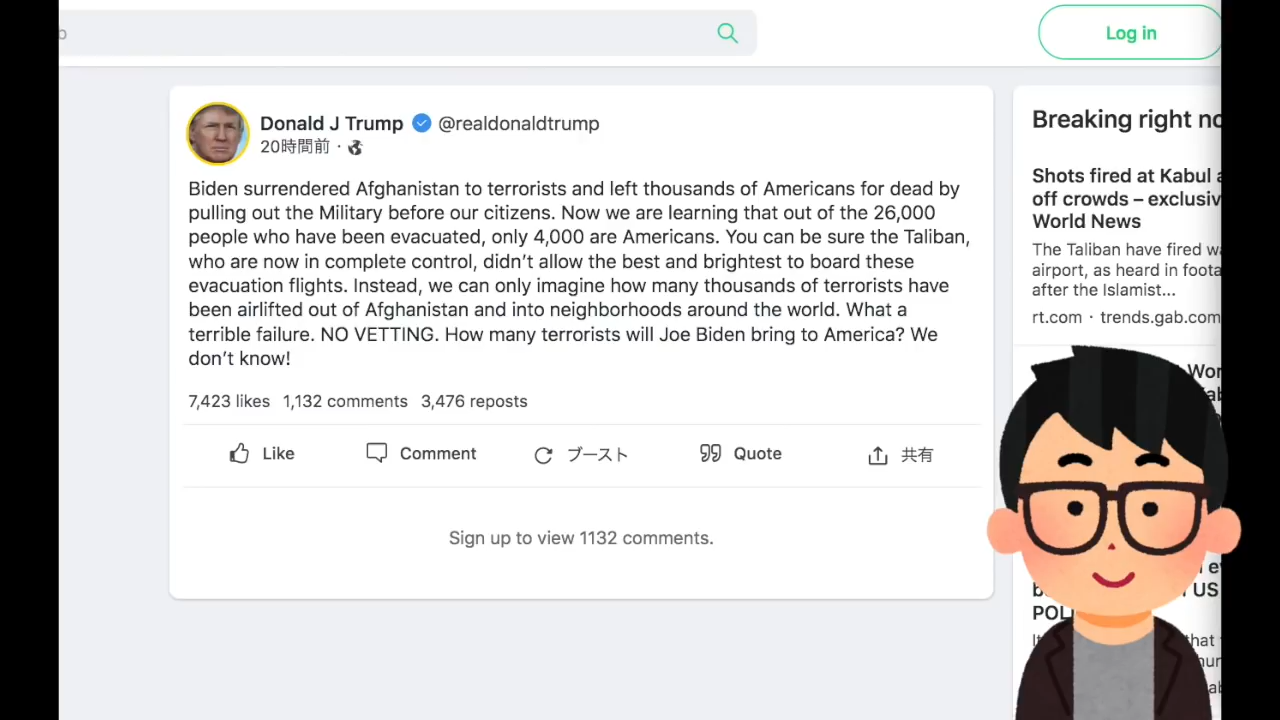 Log in
Donald J Trump @realdonaldtrump
20時間前 ·
Biden surrendered Afghanistan to terrorists and left thousands of Americans for dead by
pulling out the Military before our citizens. Now we are learning that out of the 26,000
people who have been evacuated, only 4,000 are Americans. You can be sure the Taliban,
who are now in complete control, didn’t allow the best and brightest to board these
evacuation flights. Instead, we can only imagine how many thousands of terrorists have
been airlifted out of Afghanistan and into neighborhoods around the world. What a
terrible failure. NO VETTING. How many terrorists will Joe Biden bring to America? We
don’t know!
7,423 likes 1,132 comments 3,476 reposts
Like Comment ブースト Quote 共有
Sign up to view 1132 comments.
Breaking right
Shots fired at Kabul
off crowds –
World News
The Taliban have fired
airport, as heard in
after the Islamist...
rt.com · trends.gab.com
US
that